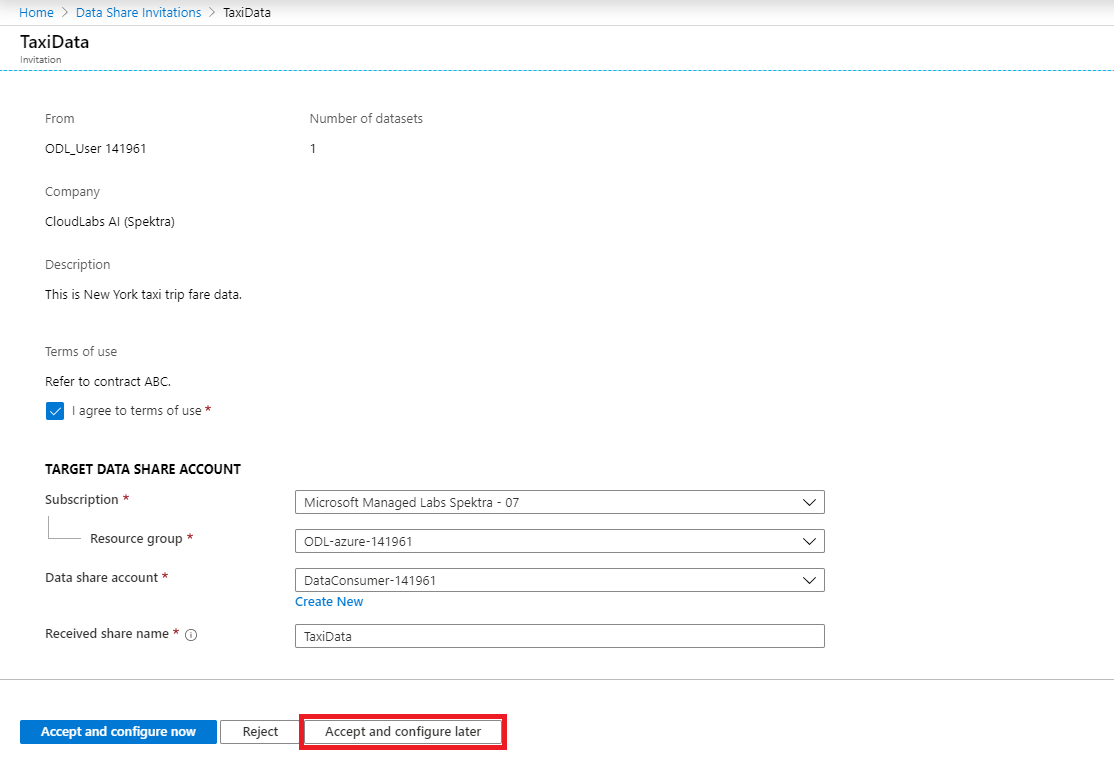 Home > Data Share Invitations > TaxiData
TaxiData
Invitation
From Number of datasets
ODL_User 141961 1
Company
CloudLabs AI (Spektra)
Description
This is New York taxi trip fare data.
Terms of use
Refer to contract ABC.
I agree to terms of use *
TARGET DATA SHARE ACCOUNT
Subscription * Microsoft Managed Labs Spektra - 07
Resource group * ODL-azure-141961
Data share account * DataConsumer-141961
Create New
Received share name * TaxiData
Accept and configure now Reject Accept and configure later